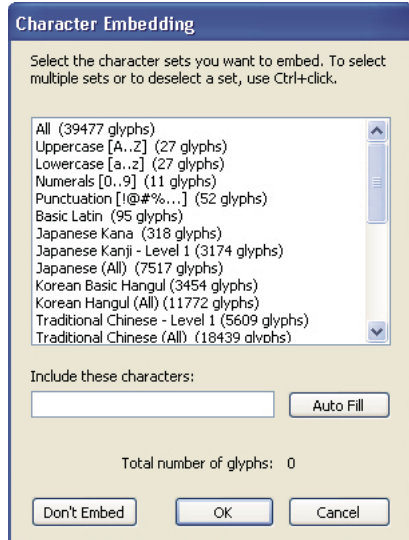 Character Embedding
Select the character sets you want to embed. To select
multiple sets or to deselect a set, use Ctrl+click.
All (39477 glyphs)
Uppercase [A..Z] (27 glyphs)
Lowercase [a..z] (27 glyphs)
Numerals [0..9] (11 glyphs)
Punctuation [!@#%...] (52 glyphs)
Basic Latin (95 glyphs)
Japanese Kana (318 glyphs)
Japanese Kanji - Level 1 (3174 glyphs)
Japanese (All) (7517 glyphs)
Korean Basic Hangul (3454 glyphs)
Korean Hangul (All) (11772 glyphs)
Traditional Chinese - Level 1 (5609 glyphs)
Traditional Chinese (All) (18439 glyphs)
Include these characters:
Auto Fill
Total number of glyphs: 0
Don't Embed OK Cancel